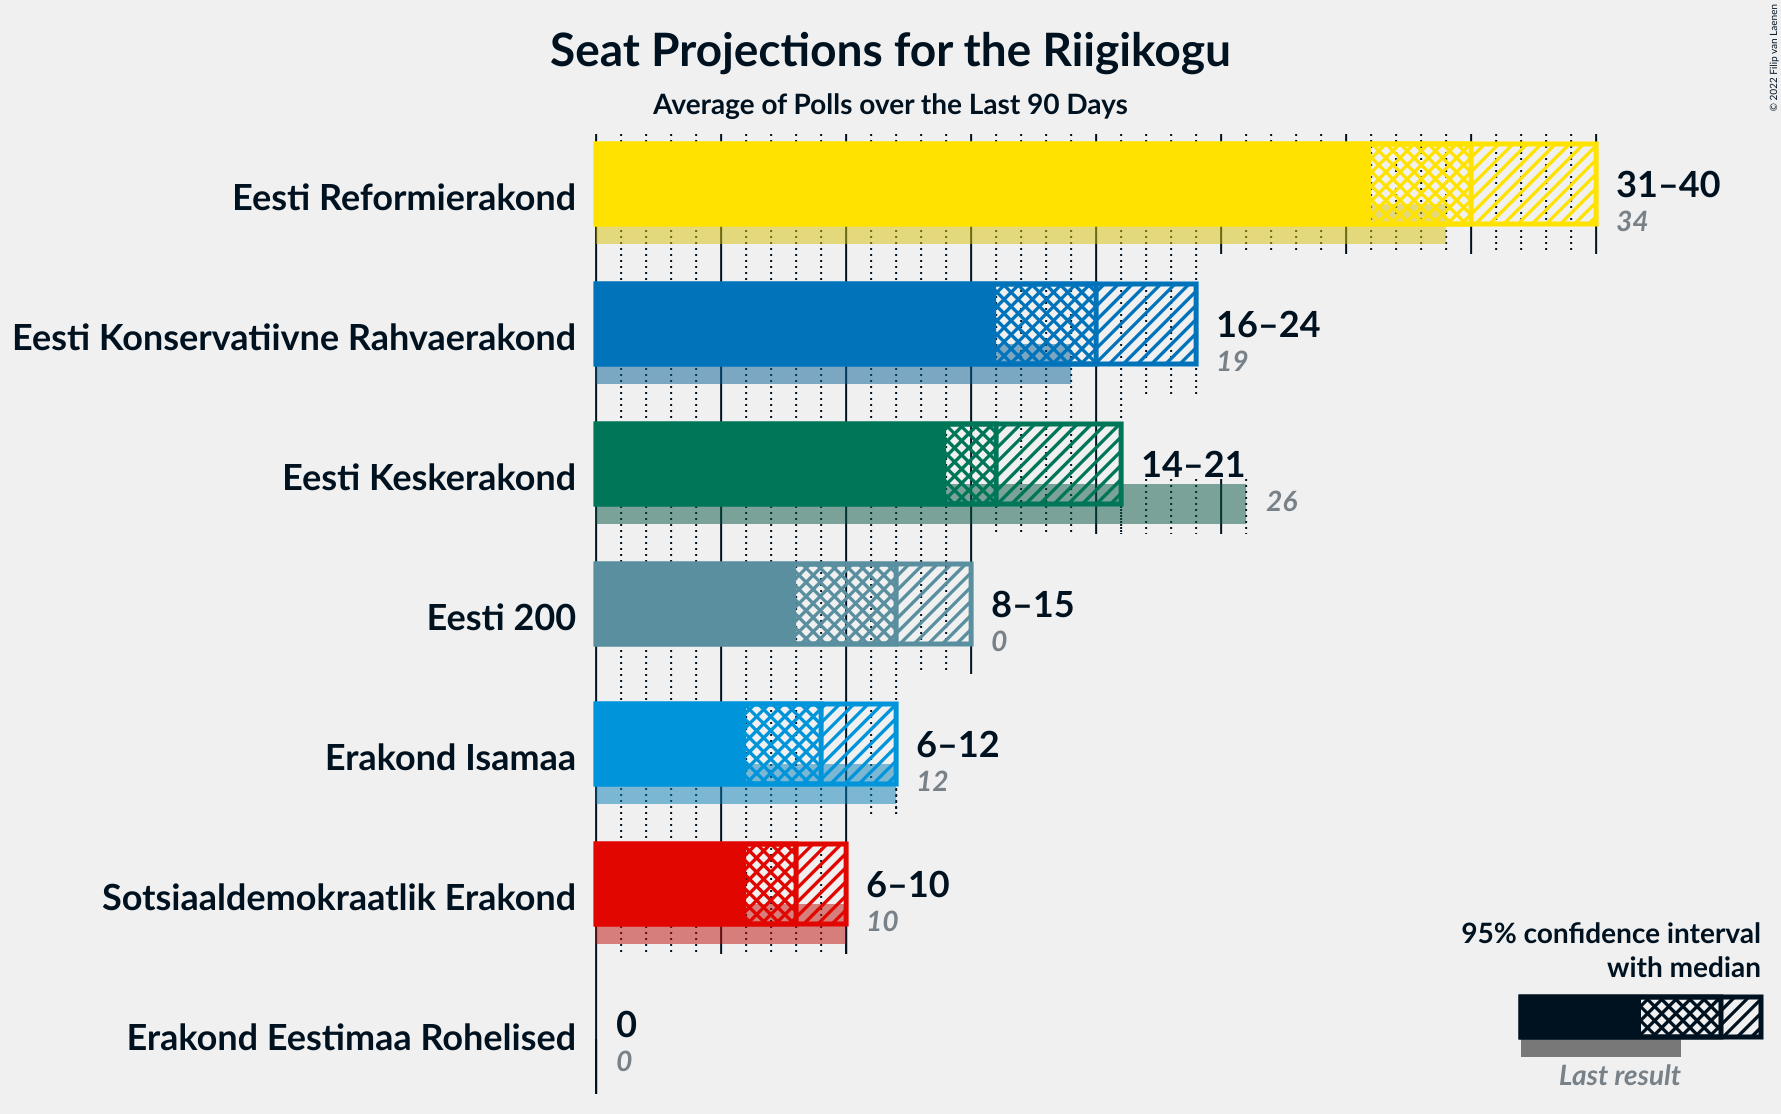 Seat Projections for the Riigikogu
Average of Polls over the Last 90 Days
© 2022 Filip van Laenen
Eesti Reformierakond
31–40
34
Eesti Konservatiivne Rahvaerakond
16–24
19
Eesti Keskerakond
14–21
26
Eesti 200
8–15
0
Erakond Isamaa
6–12
12
Sotsiaaldemokraatlik Erakond
6–10
10
Erakond Eestimaa Rohelised
0
0
95% confidence interval
with median
Last result